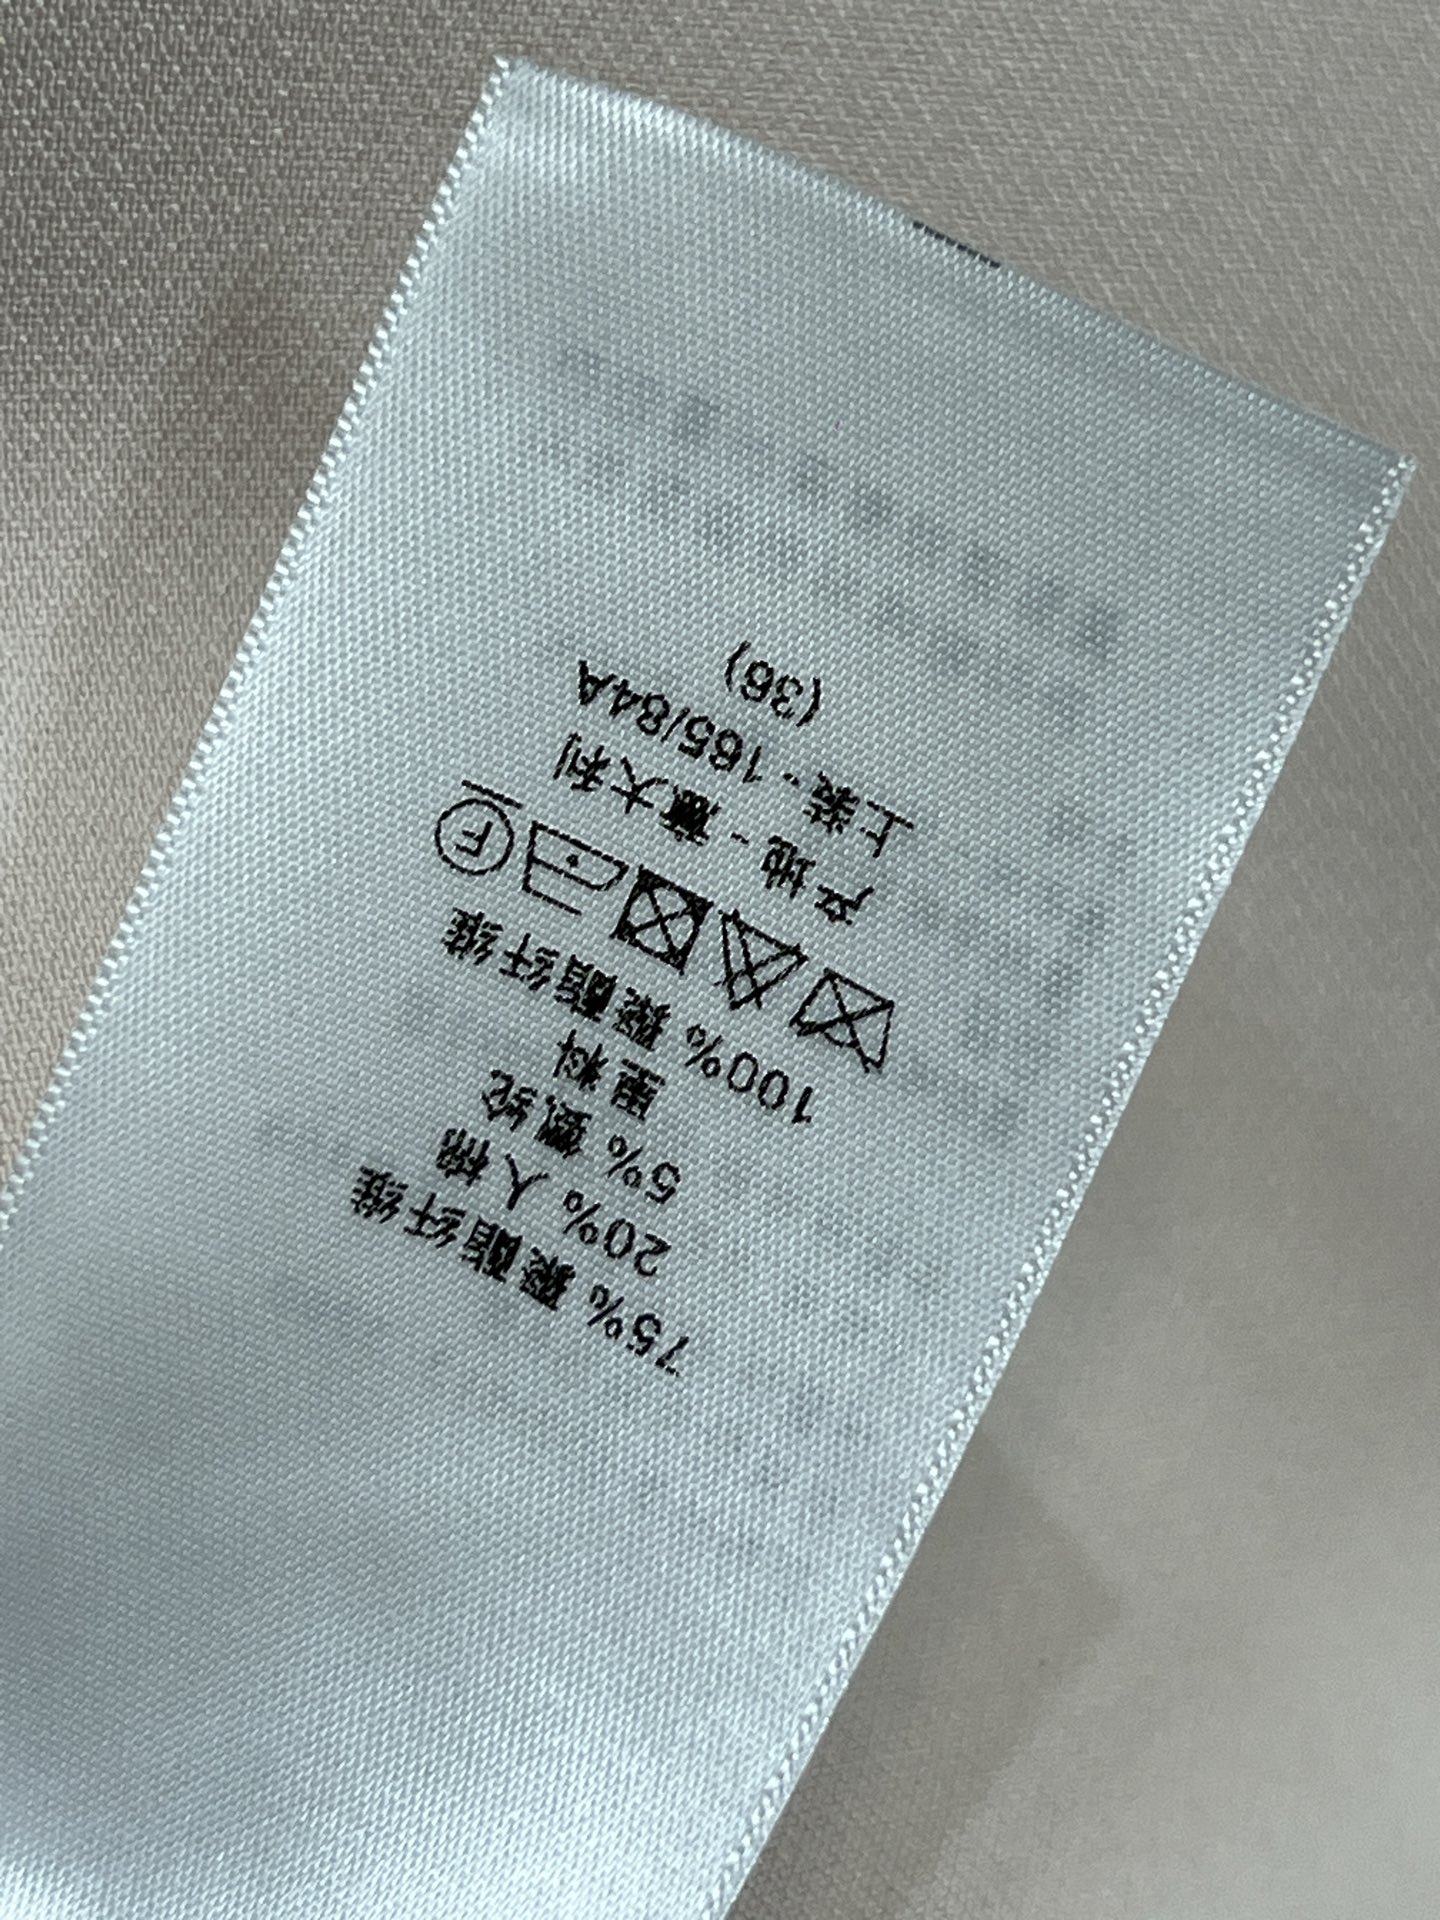 75% 聚酯纤维
20% 人棉
5% 氨纶
里料
100% 聚酯纤维
F
产地 - 意大利
上装 - 165/84A
(36)